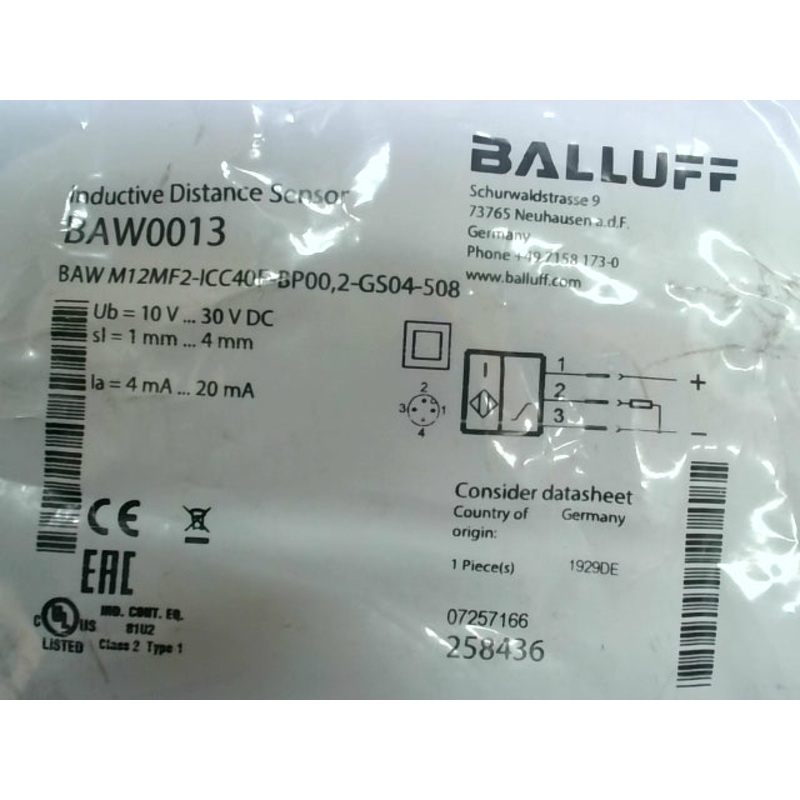 BALLUFF
Schurwaldstrasse 9
73765 Neuhausen a.d.F.
Germany
Phone +49 7158 173-0
www.balluff.com
Inductive Distance Sensor
BAW0013
BAW M12MF2-ICC40F-BP00,2-GS04-508
Ub = 10 V ... 30 V DC
sl = 1 mm ... 4 mm
Ia = 4 mA ... 20 mA
2
3 1
4
I
1 +
2
3 −
Consider datasheet
Country of origin: Germany
1 Piece(s) 1929DE
07257166
258436
CE
EAC
C UL US
LISTED
IND. CONT. EQ.
81U2
Class 2 Type 1